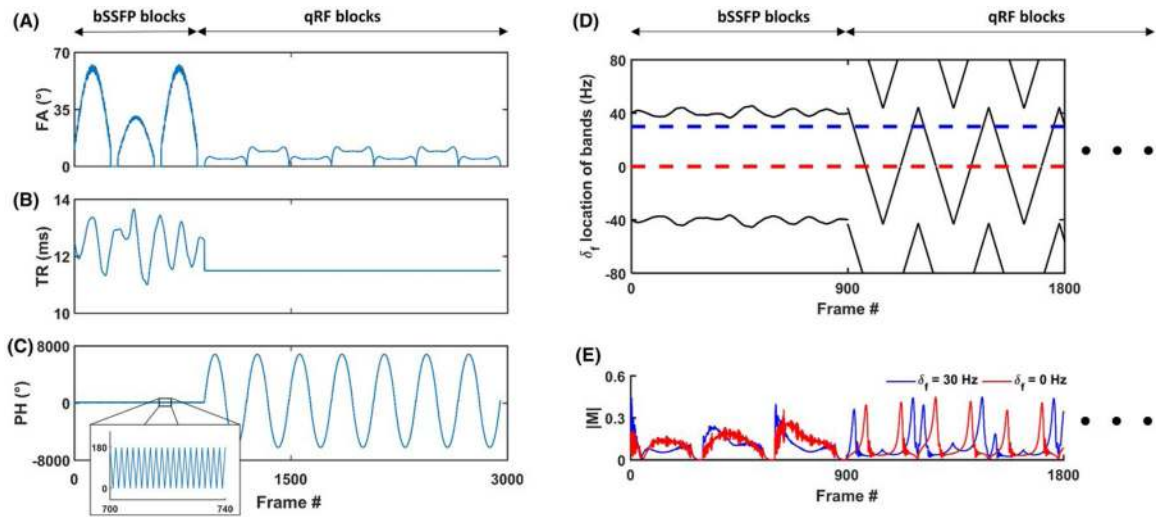 (A)
bSSFP blocks
qRF blocks
70
35
0
FA (°)
(B)
14
12
10
TR (ms)
(C)
8000
0
-8000
PH (°)
180
0
700
740
0
1500
3000
Frame #
(D)
bSSFP blocks
qRF blocks
80
40
0
-40
-80
δf location of bands (Hz)
0
900
1800
Frame #
(E)
δf = 30 Hz
δf = 0 Hz
0.6
0.3
0
|M|
0
900
1800
Frame #